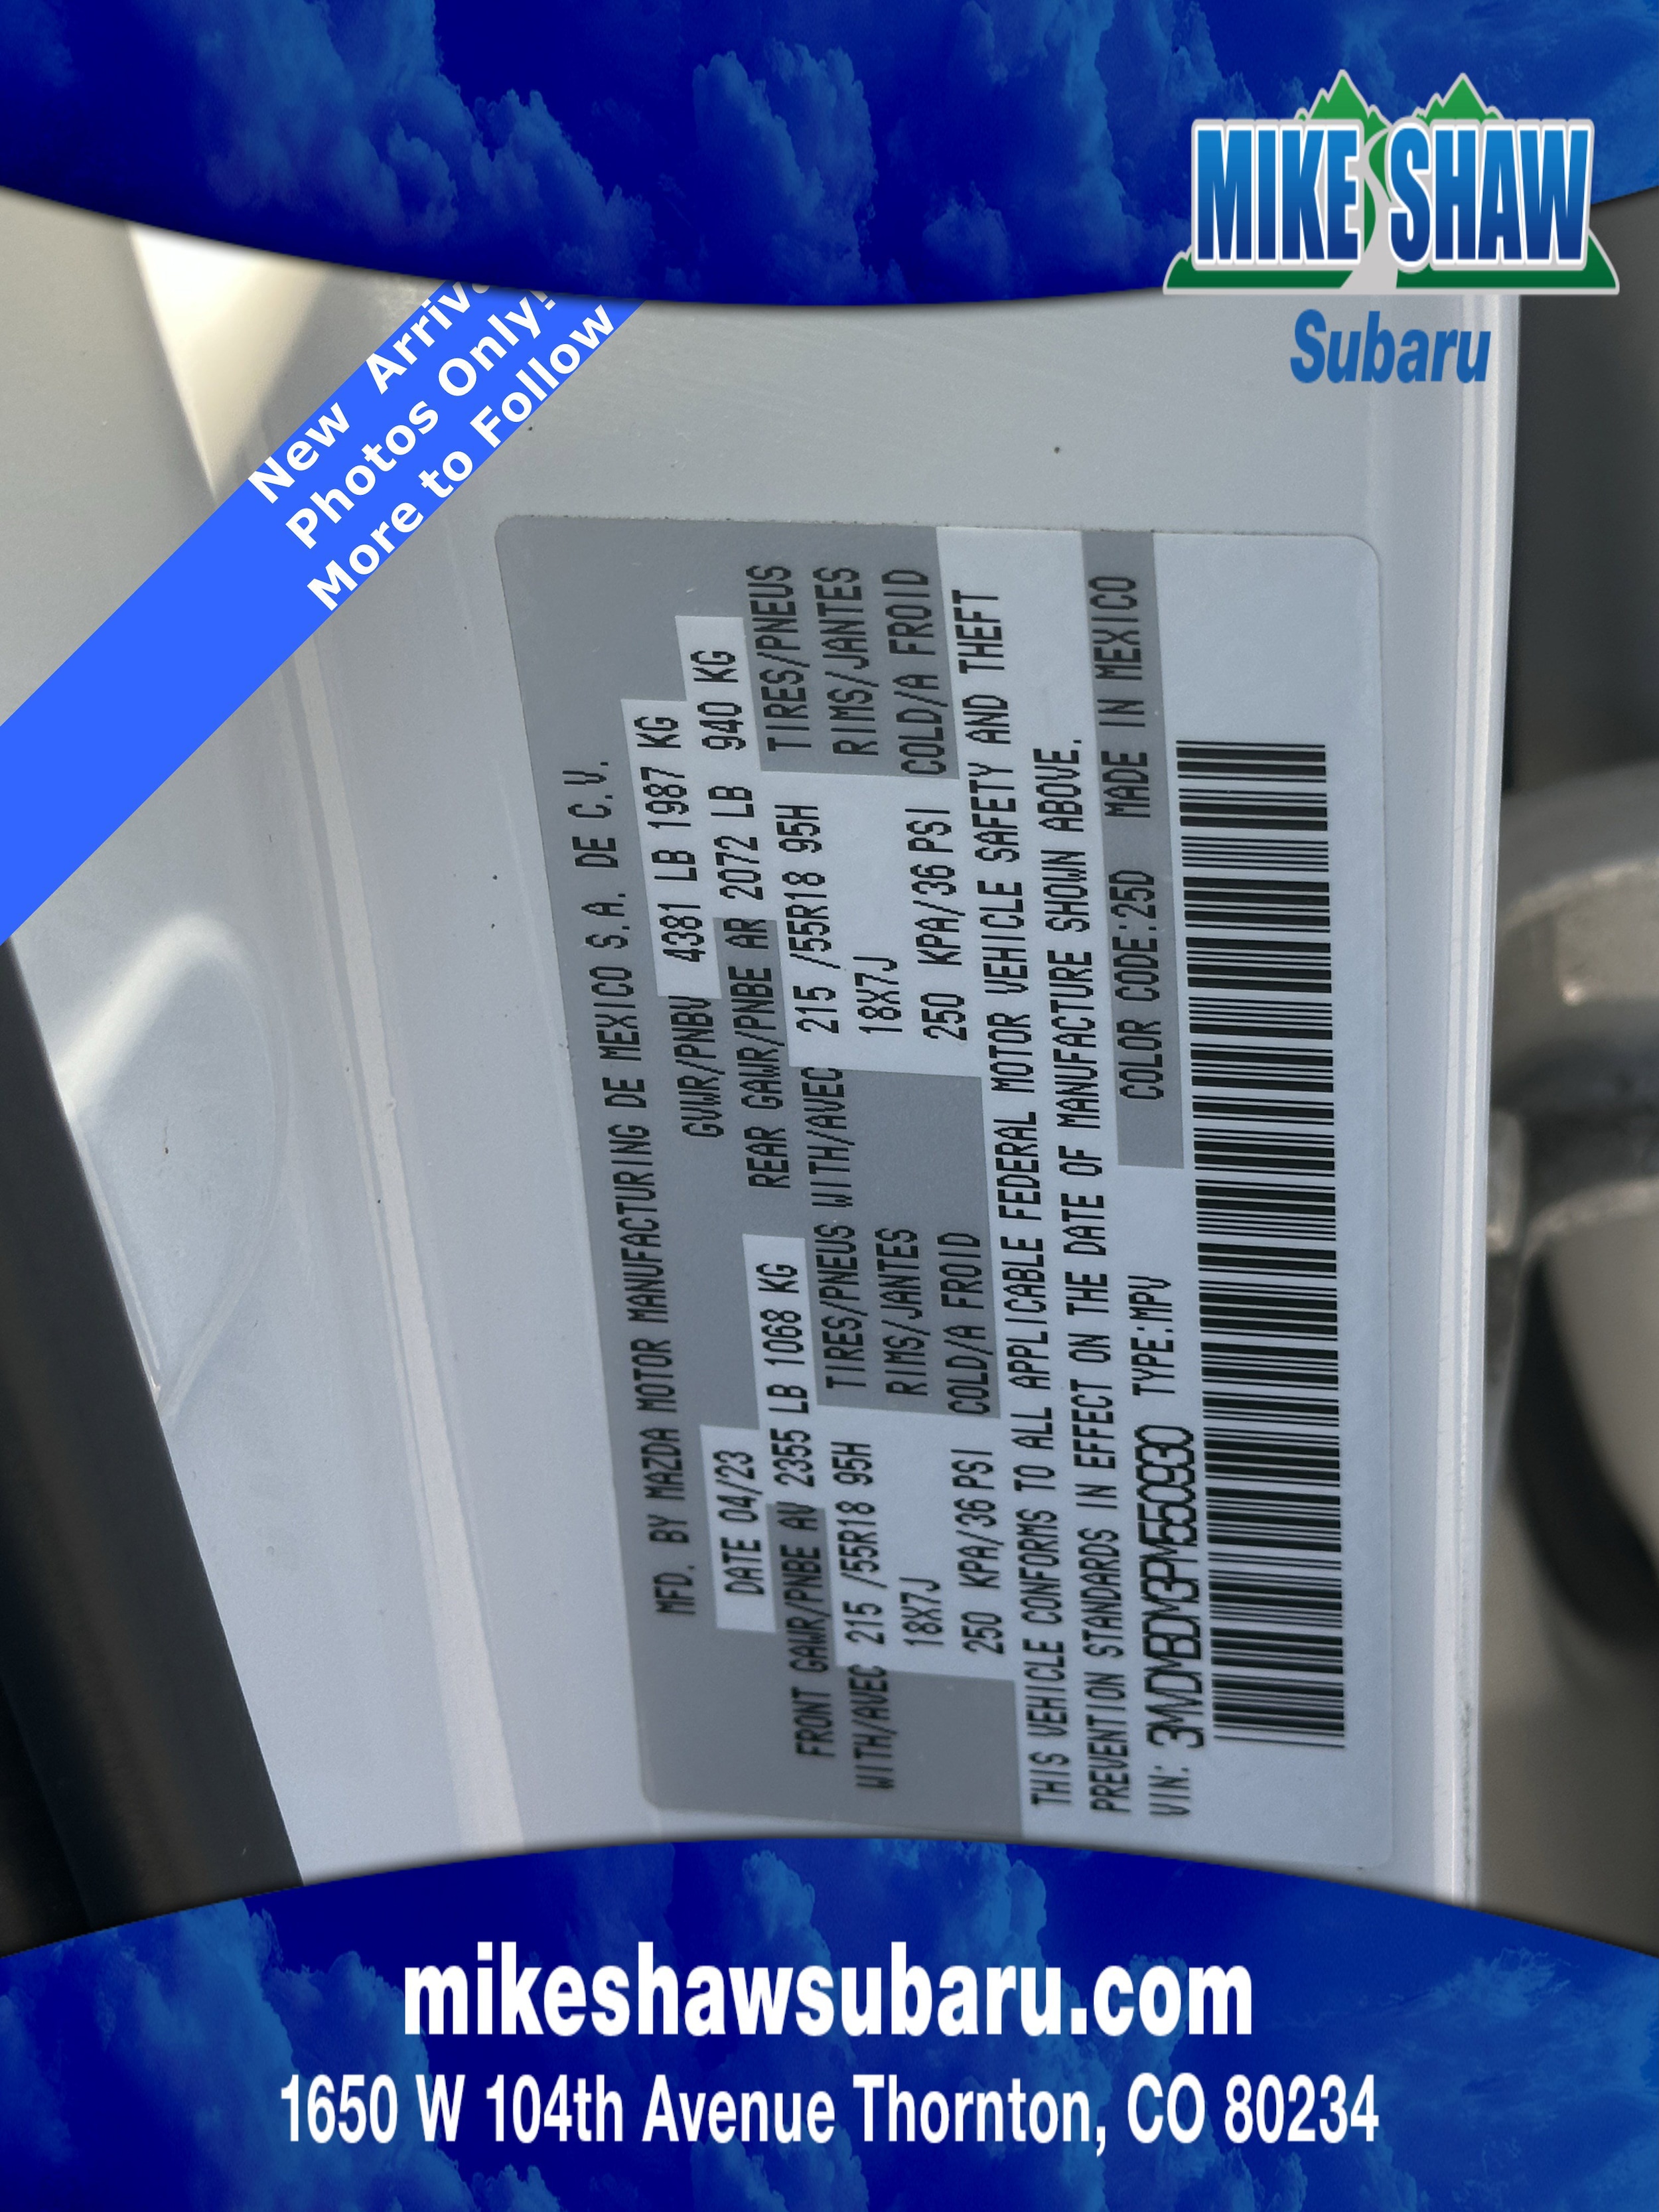 MIKE SHAW
Subaru
New Arriv
Photos Only!
More to Follow
MFD. BY MAZDA MOTOR MANUFACTURING DE MEXICO S.A. DE C.V.
DATE 04/23 GVWR/PNBV 4381 LB 1987 KG
FRONT GAWR/PNBE AV 2355 LB 1068 KG REAR GAWR/PNBE AR 2072 LB 940 KG
WITH/AVEC 215 /55R18 95H TIRES/PNEUS WITH/AVEC 215 /55R18 95H TIRES/PNEUS
18X7J RIMS/JANTES 18X7J RIMS/JANTES
250 KPA/36 PSI COLD/A FROID 250 KPA/36 PSI COLD/A FROID
THIS VEHICLE CONFORMS TO ALL APPLICABLE FEDERAL MOTOR VEHICLE SAFETY AND THEFT
PREVENTION STANDARDS IN EFFECT ON THE DATE OF MANUFACTURE SHOWN ABOVE.
VIN: 3MVDMBDM3PM550930 TYPE:MPV COLOR CODE:25D MADE IN MEXICO
mikeshawsubaru.com
1650 W 104th Avenue Thornton, CO 80234